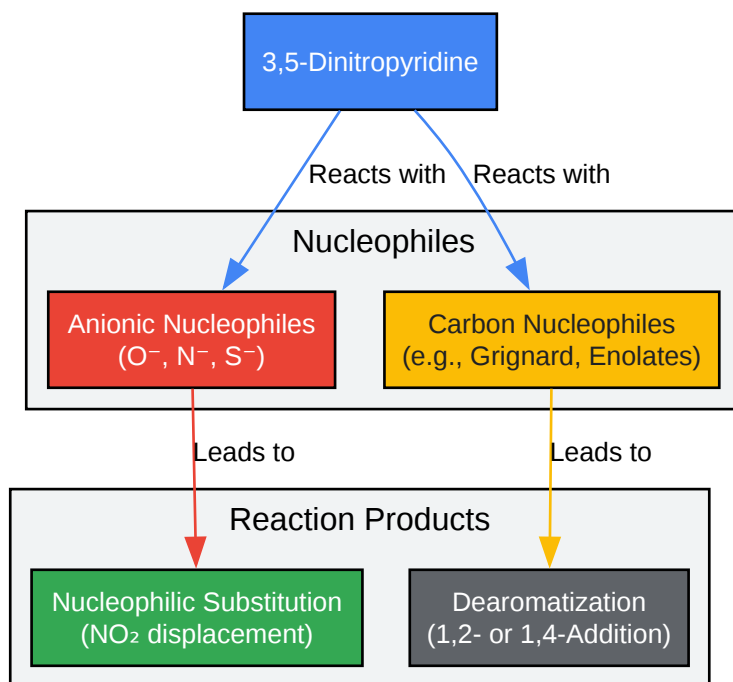 3,5-Dinitropyridine
Reacts with
Reacts with
Nucleophiles
Anionic Nucleophiles
(O⁻, N⁻, S⁻)
Carbon Nucleophiles
(e.g., Grignard, Enolates)
Leads to
Leads to
Reaction Products
Nucleophilic Substitution
(NO₂ displacement)
Dearomatization
(1,2- or 1,4-Addition)